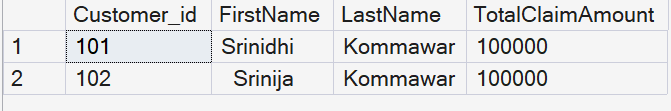 Customer_id FirstName LastName TotalClaimAmount
1 101 Srinidhi Kommawar 100000
2 102 Srinija Kommawar 100000